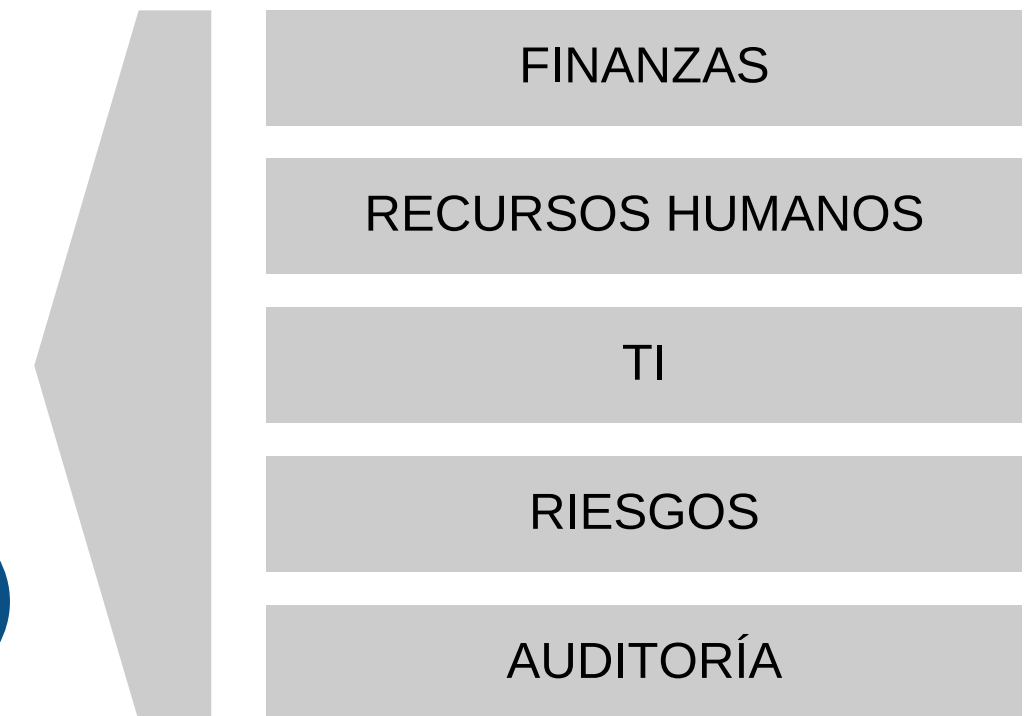 FINANZAS
RECURSOS HUMANOS
TI
RIESGOS
AUDITORÍA